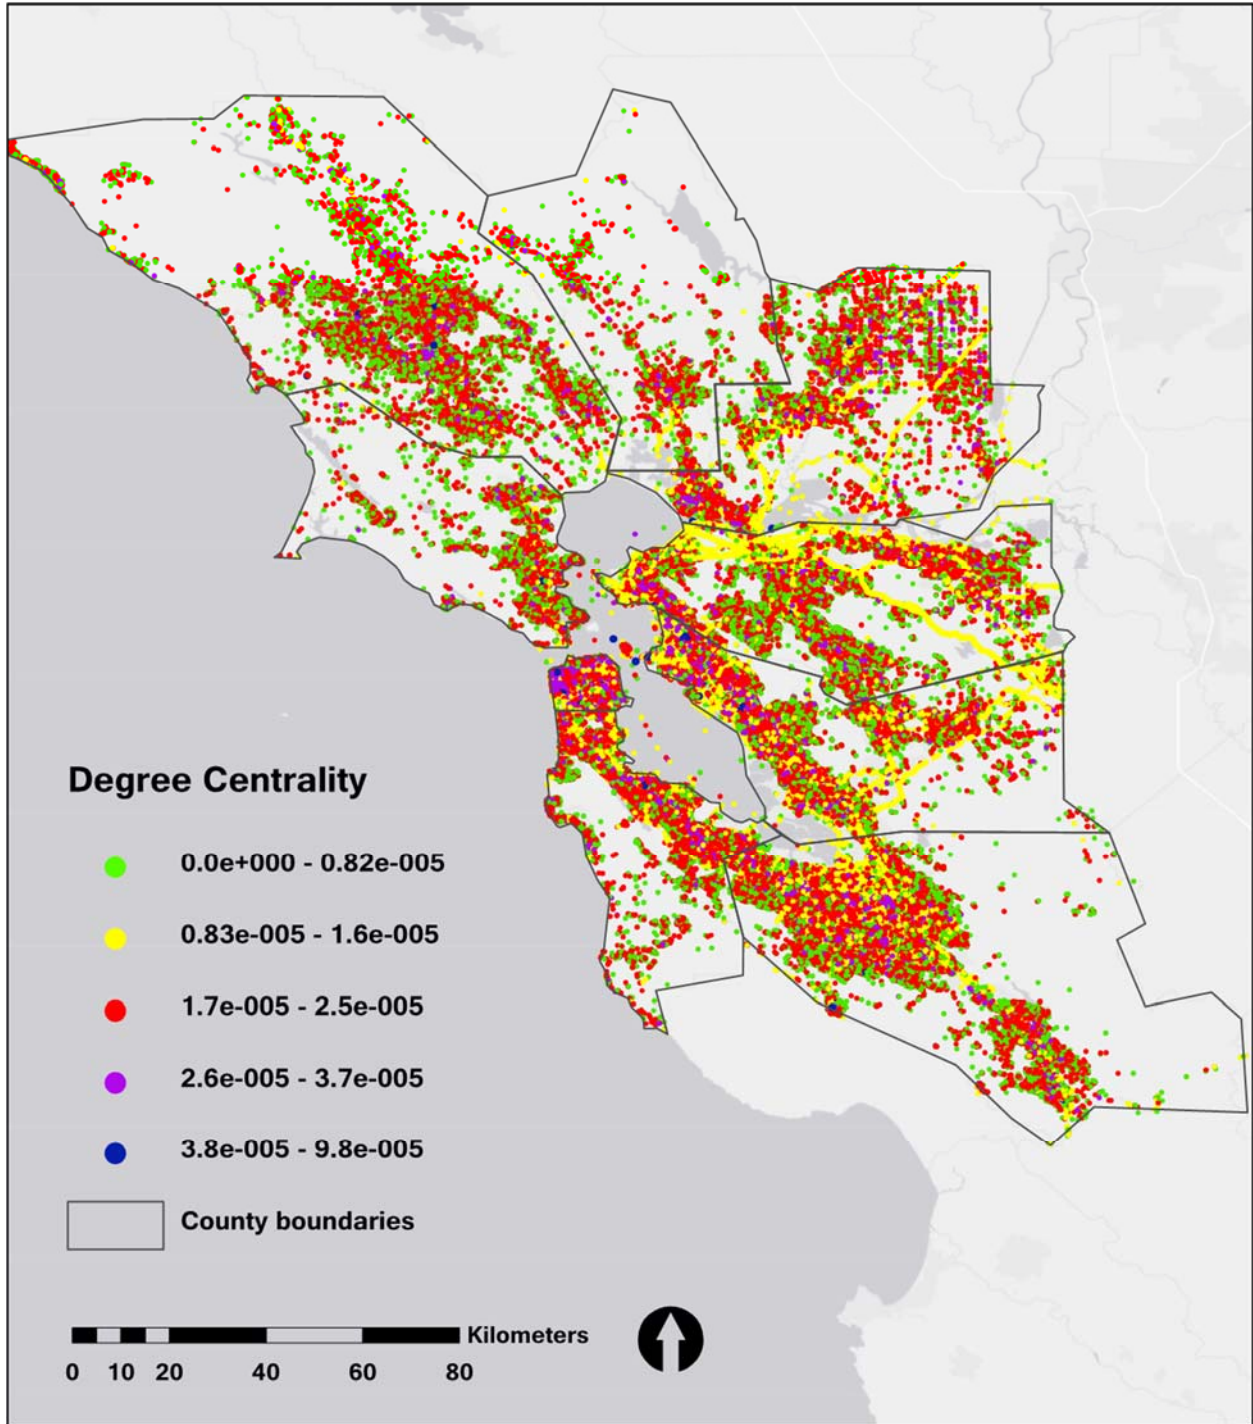 Degree Centrality
0.0e+000 - 0.82e-005
0.83e-005 - 1.6e-005
1.7e-005 - 2.5e-005
2.6e-005 - 3.7e-005
3.8e-005 - 9.8e-005
County boundaries
Kilometers
0 10 20 40 60 80